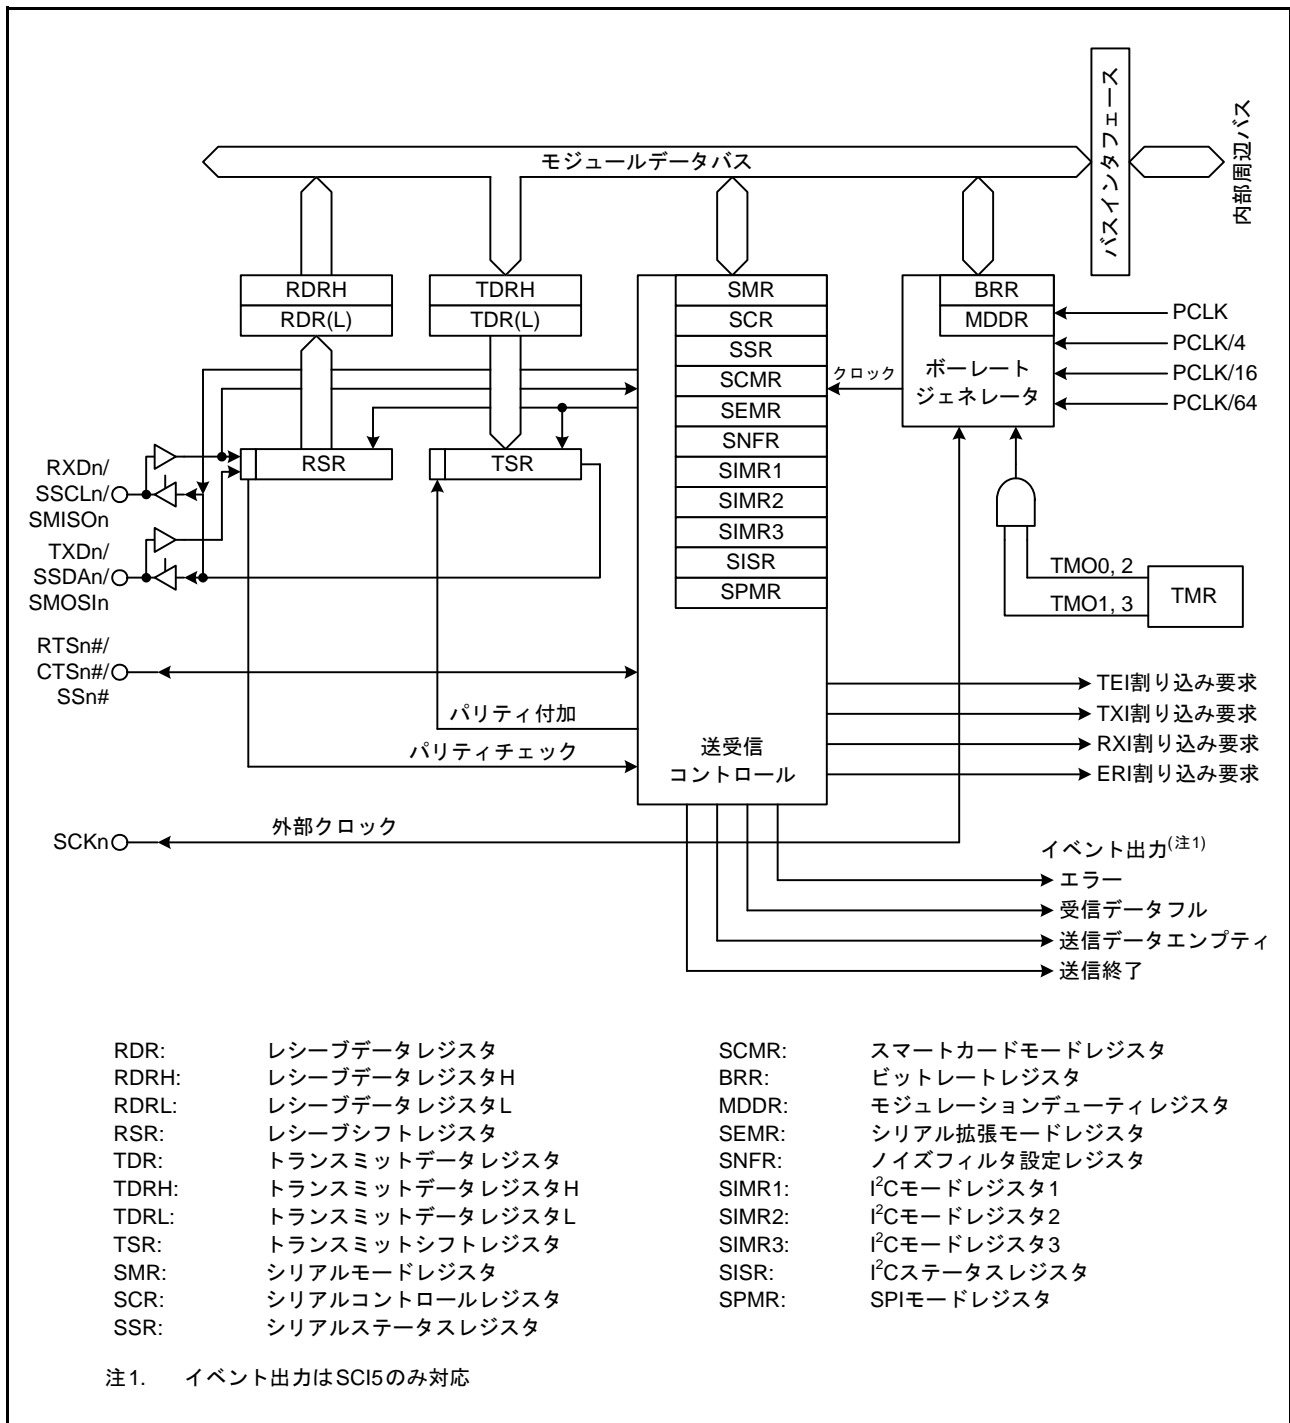 モジュールデータバス
バスインタフェース
内部周辺バス
RDRH
RDR(L)
TDRH
TDR(L)
SMR
SCR
SSR
SCMR
SEMR
SNFR
SIMR1
SIMR2
SIMR3
SISR
SPMR
BRR
MDDR
ボーレート
ジェネレータ
クロック
PCLK
PCLK/4
PCLK/16
PCLK/64
RSR
TSR
RXDn/
SSCLn/
SMISOn
TXDn/
SSDAn/
SMOSIn
RTSn#/
CTSn#/
SSn#
TMO0, 2
TMO1, 3
TMR
パリティ付加
パリティチェック
送受信
コントロール
TEI割り込み要求
TXI割り込み要求
RXI割り込み要求
ERI割り込み要求
SCKn
外部クロック
イベント出力(注1)
エラー
受信データフル
送信データエンプティ
送信終了
RDR: レシーブデータレジスタ
RDRH: レシーブデータレジスタH
RDRL: レシーブデータレジスタL
RSR: レシーブシフトレジスタ
TDR: トランスミットデータレジスタ
TDRH: トランスミットデータレジスタH
TDRL: トランスミットデータレジスタL
TSR: トランスミットシフトレジスタ
SMR: シリアルモードレジスタ
SCR: シリアルコントロールレジスタ
SSR: シリアルステータスレジスタ
SCMR: スマートカードモードレジスタ
BRR: ビットレートレジスタ
MDDR: モジュレーションデューティレジスタ
SEMR: シリアル拡張モードレジスタ
SNFR: ノイズフィルタ設定レジスタ
SIMR1: I²Cモードレジスタ1
SIMR2: I²Cモードレジスタ2
SIMR3: I²Cモードレジスタ3
SISR: I²Cステータスレジスタ
SPMR: SPIモードレジスタ
注1. イベント出力はSCI5のみ対応